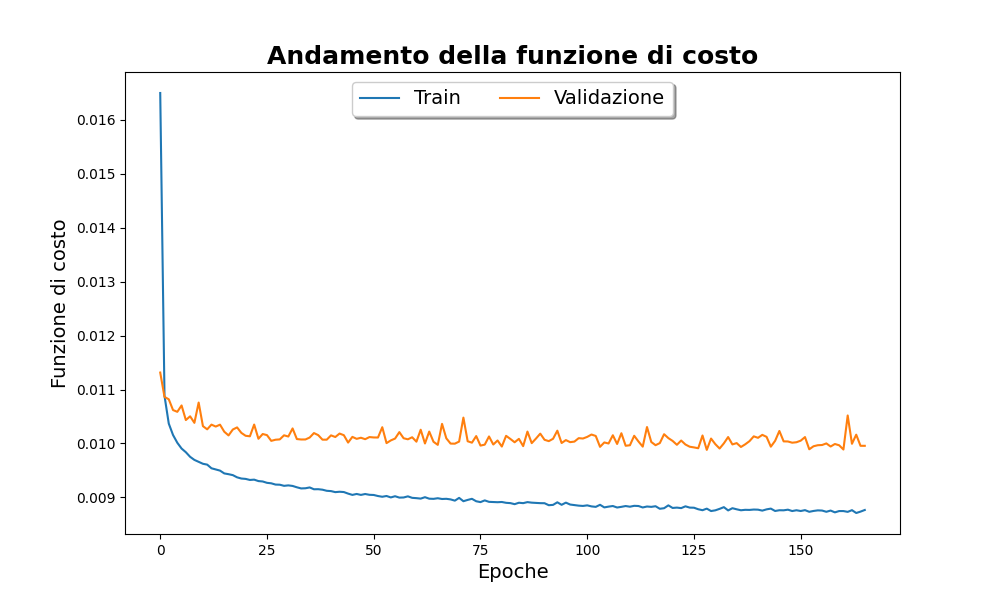 Andamento della funzione di costo
Train Validazione
Funzione di costo
0.016
0.015
0.014
0.013
0.012
0.011
0.010
0.009
0 25 50 75 100 125 150
Epoche